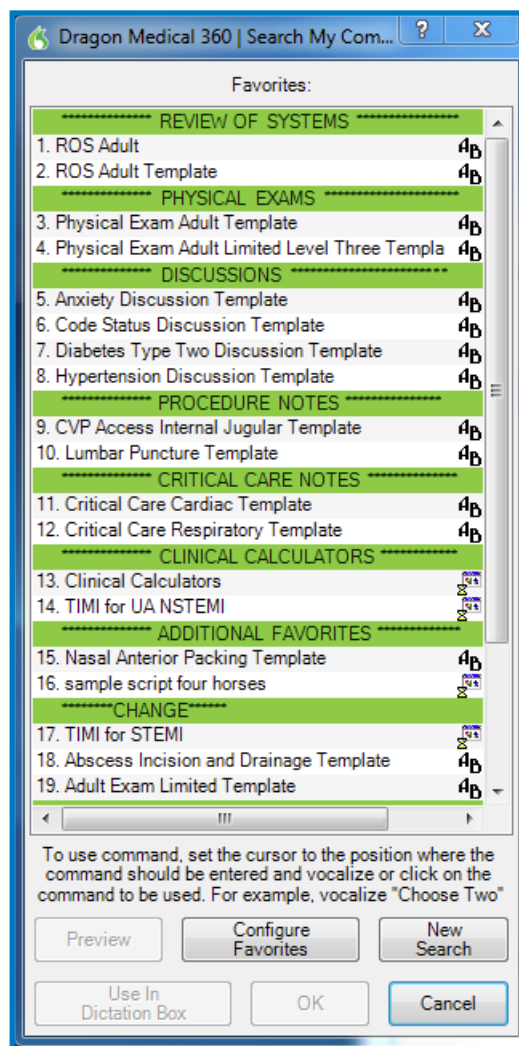 Dragon Medical 360 | Search My Com...
Favorites:
*************** REVIEW OF SYSTEMS *****************
1. ROS Adult
2. ROS Adult Template
*************** PHYSICAL EXAMS **********************
3. Physical Exam Adult Template
4. Physical Exam Adult Limited Level Three Templa
*************** DISCUSSIONS **************************
5. Anxiety Discussion Template
6. Code Status Discussion Template
7. Diabetes Type Two Discussion Template
8. Hypertension Discussion Template
*************** PROCEDURE NOTES ****************
9. CVP Access Internal Jugular Template
10. Lumbar Puncture Template
*************** CRITICAL CARE NOTES ***************
11. Critical Care Cardiac Template
12. Critical Care Respiratory Template
*************** CLINICAL CALCULATORS *************
13. Clinical Calculators
14. TIMI for UA NSTEMI
*************** ADDITIONAL FAVORITES **************
15. Nasal Anterior Packing Template
16. sample script four horses
********CHANGE******
17. TIMI for STEMI
18. Abscess Incision and Drainage Template
19. Adult Exam Limited Template
To use command, set the cursor to the position where the
command should be entered and vocalize or click on the
command to be used. For example, vocalize "Choose Two"
Preview
Configure
Favorites
New
Search
Use In
Dictation Box
OK
Cancel